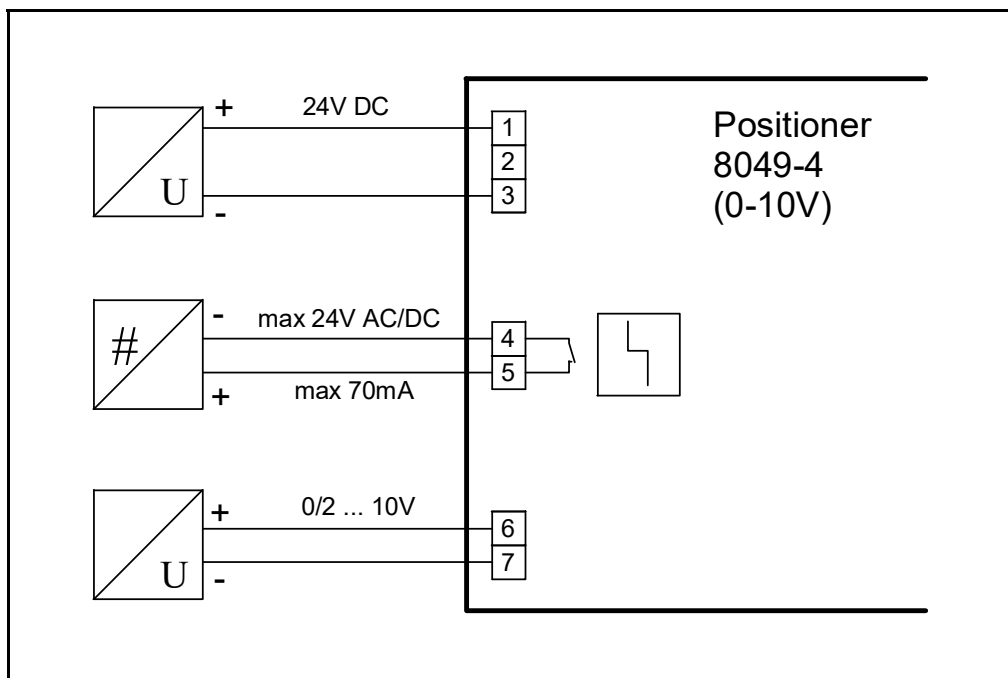 + 24V DC
1
2
3
U
-
Positioner
8049-4
(0-10V)
- max 24V AC/DC
4
#
5
+ max 70mA
+ 0/2 ... 10V
6
7
U
-